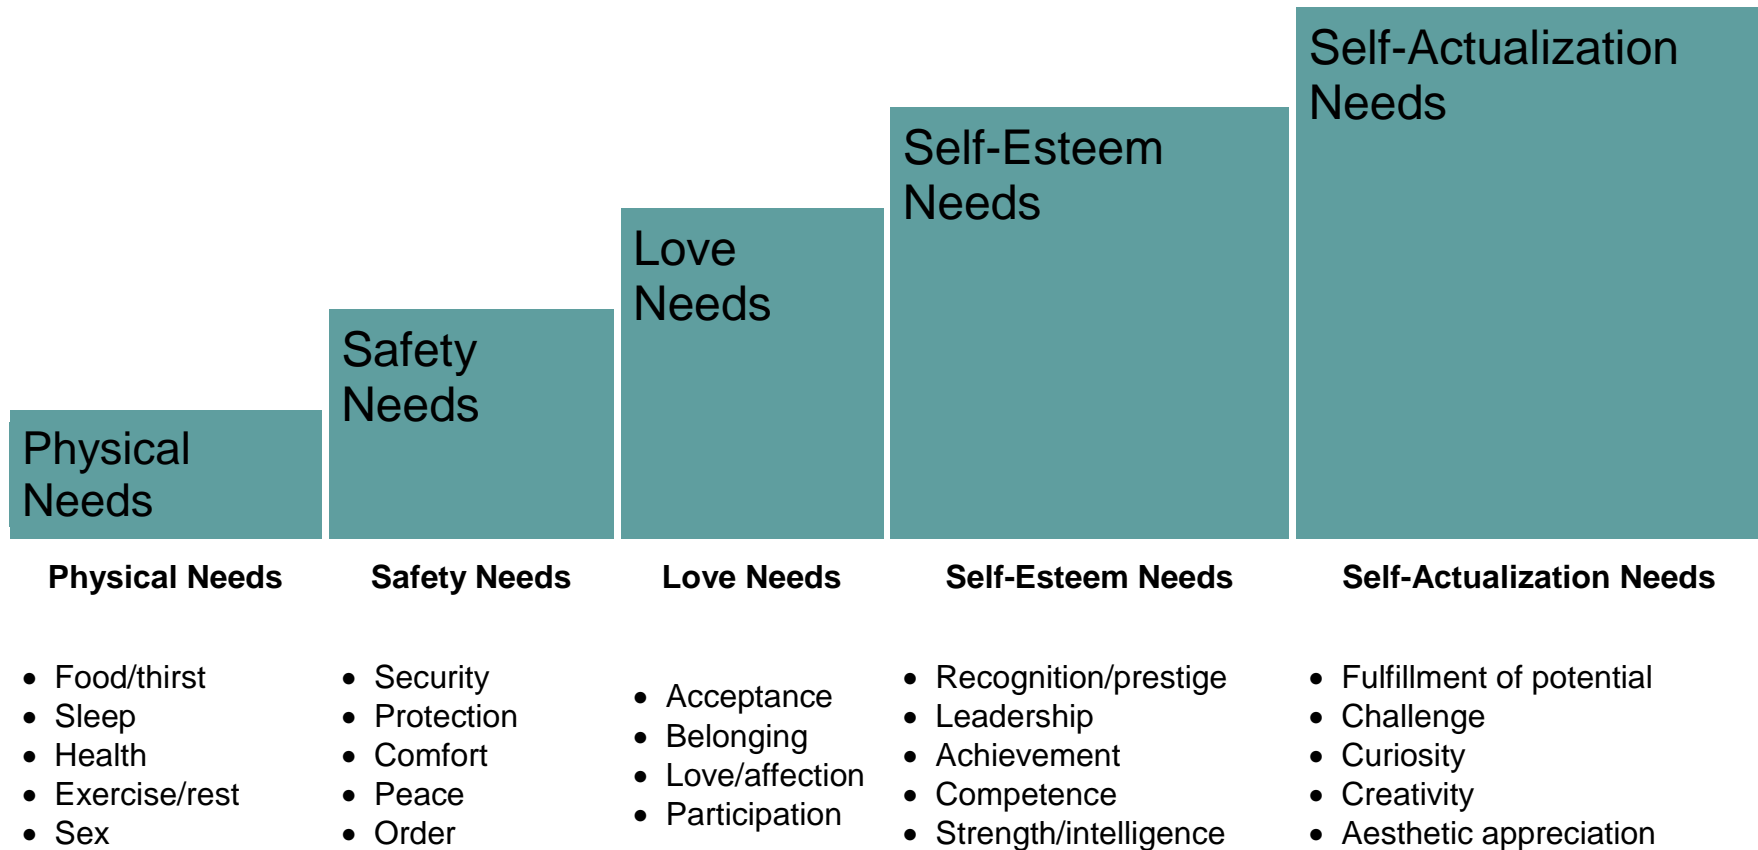 Physical
Needs
Safety
Needs
Love
Needs
Self-Esteem
Needs
Self-Actualization
Needs
Physical Needs
• Food/thirst
• Sleep
• Health
• Exercise/rest
• Sex
Safety Needs
• Security
• Protection
• Comfort
• Peace
• Order
Love Needs
• Acceptance
• Belonging
• Love/affection
• Participation
Self-Esteem Needs
• Recognition/prestige
• Leadership
• Achievement
• Competence
• Strength/intelligence
Self-Actualization Needs
• Fulfillment of potential
• Challenge
• Curiosity
• Creativity
• Aesthetic appreciation